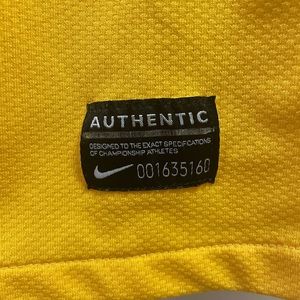 AUTHENTIC
DESIGNED TO THE EXACT SPECIFICATIONS
OF CHAMPIONSHIP ATHLETES
001635160